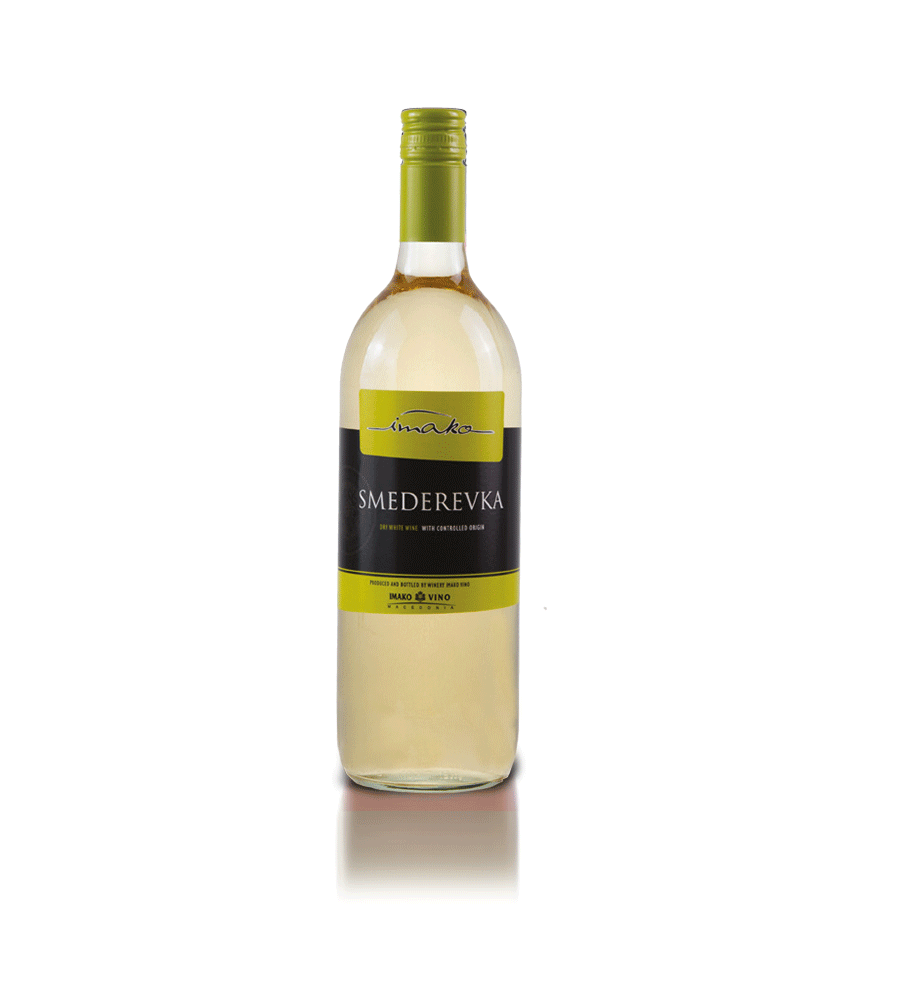 imako
SMEDEREVKA
DRY WHITE WINE WITH CONTROLLED ORIGIN
PRODUCED AND BOTTLED BY WINERY IMAKO VINO
IMAKO VINO
MACEDONIA